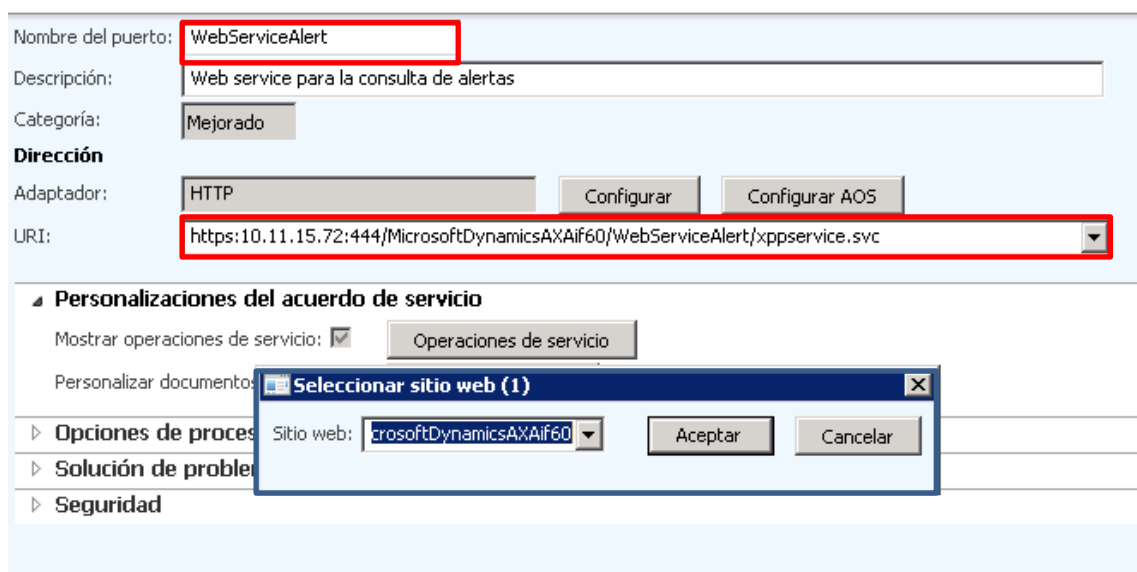 Nombre del puerto: WebServiceAlert
Descripción: Web service para la consulta de alertas
Categoría: Mejorado
Dirección
Adaptador: HTTP Configurar Configurar AOS
URI: https:10.11.15.72:444/MicrosoftDynamicsAXAif60/WebServiceAlert/xppservice.svc
Personalizaciones del acuerdo de servicio
Mostrar operaciones de servicio: Operaciones de servicio
Personalizar documentos
Seleccionar sitio web (1)
Sitio web: crosoftDynamicsAXAif60 Aceptar Cancelar
Opciones de proces
Solución de probler
Seguridad